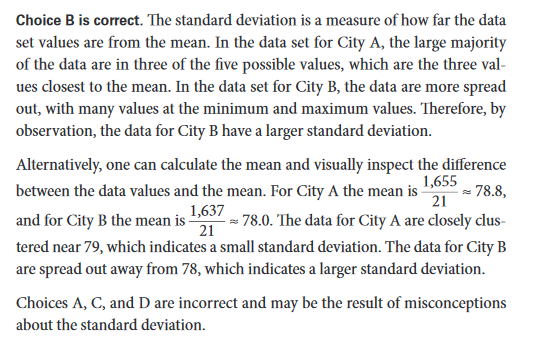 Choice B is correct. The standard deviation is a measure of how far the data
set values are from the mean. In the data set for City A, the large majority
of the data are in three of the five possible values, which are the three val-
ues closest to the mean. In the data set for City B, the data are more spread
out, with many values at the minimum and maximum values. Therefore, by
observation, the data for City B have a larger standard deviation.
Alternatively, one can calculate the mean and visually inspect the difference
between the data values and the mean. For City A the mean is 1,655/21 ≈ 78.8,
and for City B the mean is 1,637/21 ≈ 78.0. The data for City A are closely clus-
tered near 79, which indicates a small standard deviation. The data for City B
are spread out away from 78, which indicates a larger standard deviation.
Choices A, C, and D are incorrect and may be the result of misconceptions
about the standard deviation.